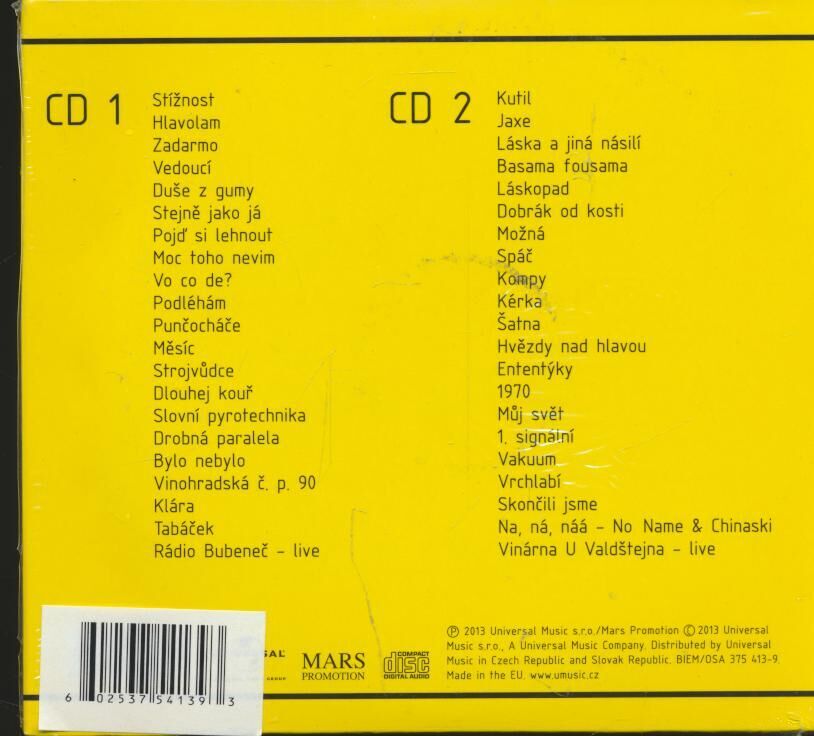 CD 1
Stížnost
Hlavolam
Zadarmo
Vedoucí
Duše z gumy
Stejně jako já
Pojď si lehnout
Moc toho nevim
Vo co de?
Podléhám
Punčocháče
Měsíc
Strojvůdce
Dlouhej kouř
Slovní pyrotechnika
Drobná paralela
Bylo nebylo
Vinohradská č. p. 90
Klára
Tabáček
Rádio Bubeneč – live
CD 2
Kutil
Jaxe
Láska a jiná násilí
Basama fousama
Láskopad
Dobrák od kosti
Možná
Spáč
Kompy
Kérka
Šatna
Hvězdy nad hlavou
Ententýky
1970
Můj svět
1. signální
Vakuum
Vrchlabí
Skončili jsme
Na, ná, náá – No Name & Chinaski
Vinárna U Valdštejna – live
6 02537 54139 3
GROUP
MARS
PROMOTION
COMPACT
disc
DIGITAL AUDIO
Ⓟ 2013 Universal Music s.r.o./Mars Promotion Ⓒ 2013 Universal
Music s.r.o., A Universal Music Company. Distributed by Universal
Music in Czech Republic and Slovak Republic. BIEM/OSA 375 413-9.
Made in the EU. www.umusic.cz